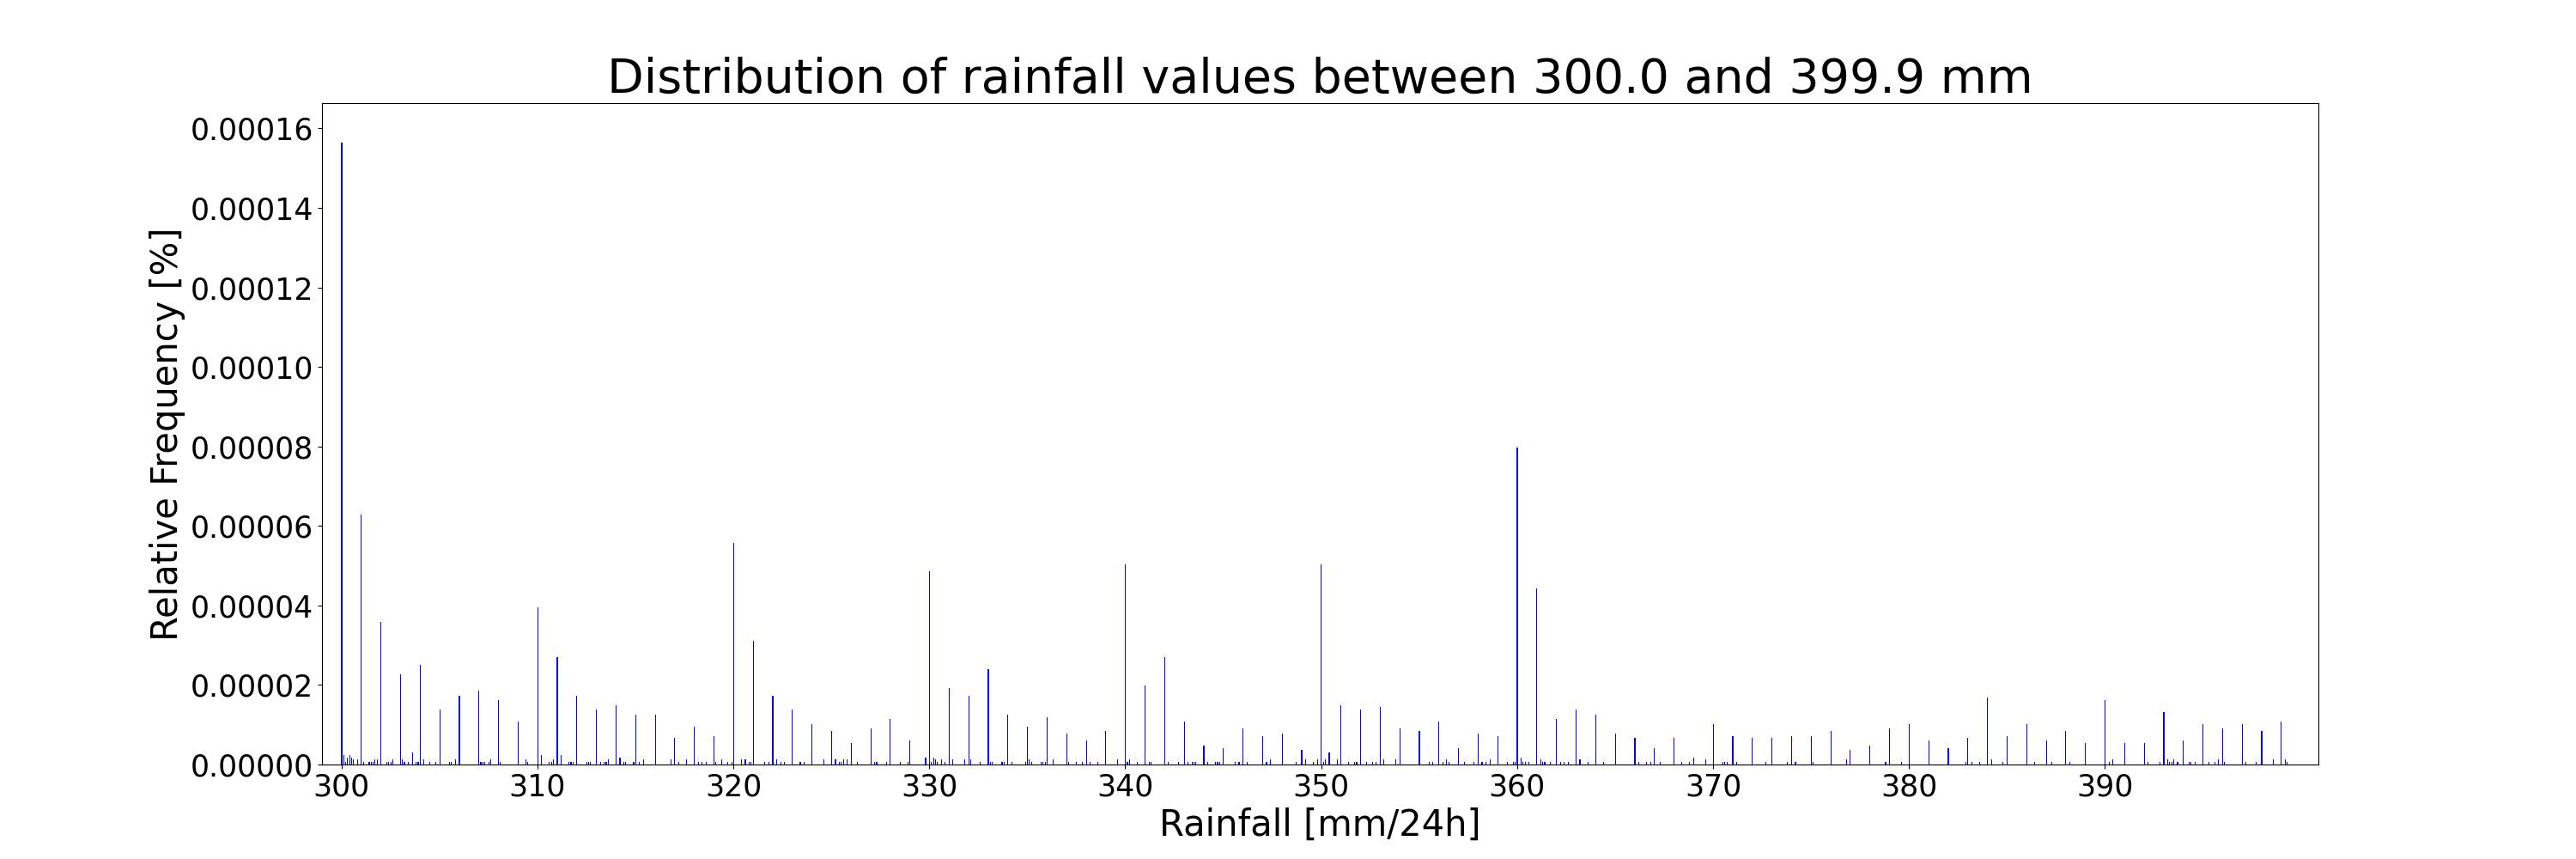 Distribution of rainfall values between 300.0 and 399.9 mm
Relative Frequency [%]
0.00016
0.00014
0.00012
0.00010
0.00008
0.00006
0.00004
0.00002
0.00000
300 310 320 330 340 350 360 370 380 390
Rainfall [mm/24h]